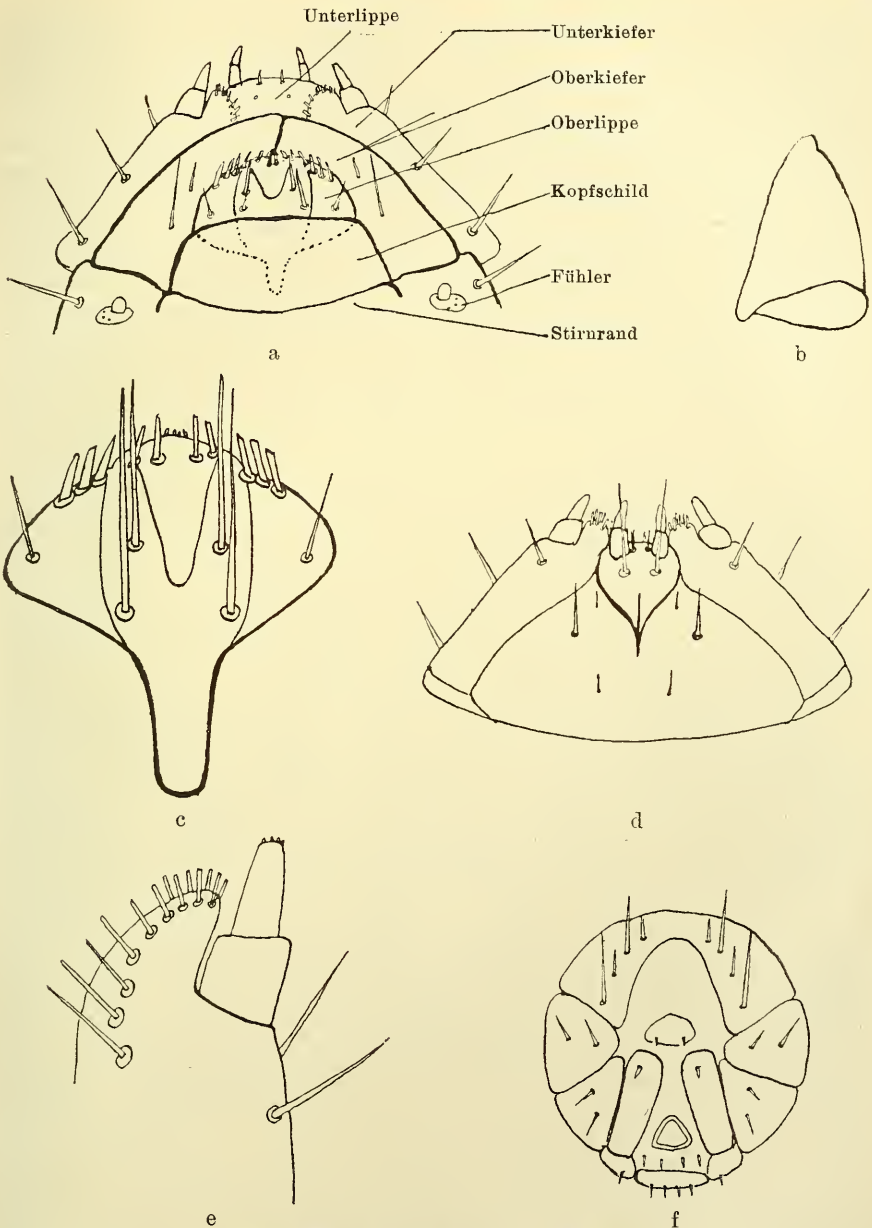 Unterlippe
Unterkiefer
Oberkiefer
Oberlippe
Kopfschild
Fühler
Stirnrand
a
b
c
d
e
f